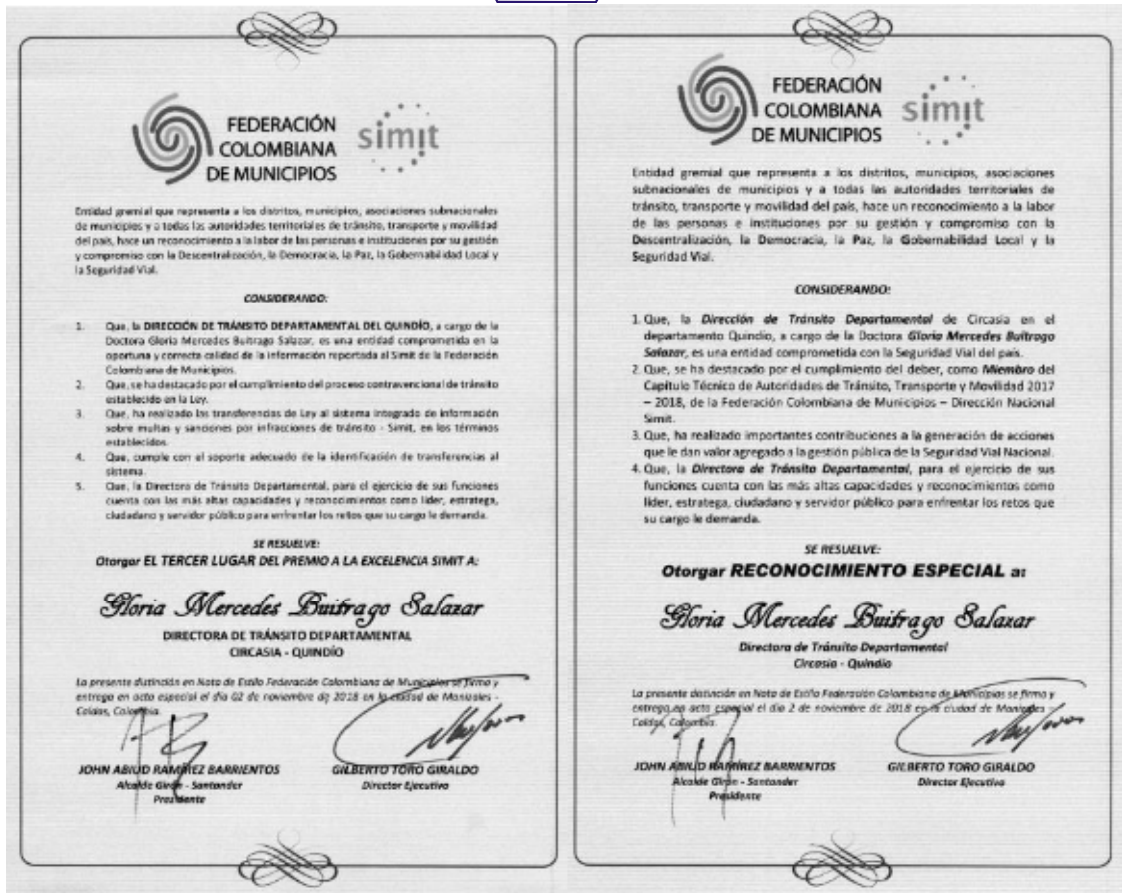 FEDERACIÓN
COLOMBIANA
DE MUNICIPIOS
simit
Entidad gremial que representa a los distritos, municipios, asociaciones subnacionales
de municipios y a todas las autoridades territoriales de tránsito, transporte y movilidad
del país, hace un reconocimiento a la labor de las personas e instituciones por su gestión
y compromiso con la Descentralización, la Democracia, la Paz, la Gobernabilidad Local y
la Seguridad Vial.
CONSIDERANDO:
1. Que, la DIRECCIÓN DE TRÁNSITO DEPARTAMENTAL DEL QUINDÍO, a cargo de la
Doctora Gloria Mercedes Buitrago Salazar, es una entidad comprometida en la
oportuna y correcta calidad de la información reportada al Simit de la Federación
Colombiana de Municipios.
2. Que, se ha destacado por el cumplimiento del proceso contravencional de tránsito
establecido en la Ley.
3. Que, ha realizado las transferencias de Ley al sistema integrado de información
sobre multas y sanciones por infracciones de tránsito - Simit, en los términos
establecidos.
4. Que, cumple con el soporte adecuado de la identificación de transferencias al
sistema.
5. Que, la Directora de Tránsito Departamental, para el ejercicio de sus funciones
cuenta con las más altas capacidades y reconocimientos como líder, estratega,
ciudadano y servidor público para enfrentar los retos que su cargo le demanda.
SE RESUELVE:
Otorgar EL TERCER LUGAR DEL PREMIO A LA EXCELENCIA SIMIT A:
Gloria Mercedes Buitrago Salazar
DIRECTORA DE TRÁNSITO DEPARTAMENTAL
CIRCASIA - QUINDÍO
La presente distinción en Nota de Estilo Federación Colombiana de Municipios se firma y
entrega en acto especial el día 02 de noviembre de 2018 en la ciudad de Manizales -
Caldas, Colombia.
JOHN ABIUD RAMÍREZ BARRIENTOS
Alcalde Girón - Santander
Presidente
GILBERTO TORO GIRALDO
Director Ejecutivo
FEDERACIÓN
COLOMBIANA
DE MUNICIPIOS
simit
Entidad gremial que representa a los distritos, municipios, asociaciones
subnacionales de municipios y a todas las autoridades territoriales de
tránsito, transporte y movilidad del país, hace un reconocimiento a la labor
de las personas e instituciones por su gestión y compromiso con la
Descentralización, la Democracia, la Paz, la Gobernabilidad Local y la
Seguridad Vial.
CONSIDERANDO:
1. Que, la Dirección de Tránsito Departamental de Circasia en el
departamento Quindío, a cargo de la Doctora Gloria Mercedes Buitrago
Salazar, es una entidad comprometida con la Seguridad Vial del país.
2. Que, se ha destacado por el cumplimiento del deber, como Miembro del
Capítulo Técnico de Autoridades de Tránsito, Transporte y Movilidad 2017
– 2018, de la Federación Colombiana de Municipios – Dirección Nacional
Simit.
3. Que, ha realizado importantes contribuciones a la generación de acciones
que le dan valor agregado a la gestión pública de la Seguridad Vial Nacional.
4. Que, la Directora de Tránsito Departamental, para el ejercicio de sus
funciones cuenta con las más altas capacidades y reconocimientos como
líder, estratega, ciudadano y servidor público para enfrentar los retos que
su cargo le demanda.
SE RESUELVE:
Otorgar RECONOCIMIENTO ESPECIAL a:
Gloria Mercedes Buitrago Salazar
Directora de Tránsito Departamental
Circasia - Quindío
La presente distinción en Nota de Estilo Federación Colombiana de Municipios se firma y
entrega en acto especial el día 2 de noviembre de 2018 en la ciudad de Manizales -
Caldas, Colombia.
JOHN ABIUD RAMÍREZ BARRIENTOS
Alcalde Girón - Santander
Presidente
GILBERTO TORO GIRALDO
Director Ejecutivo